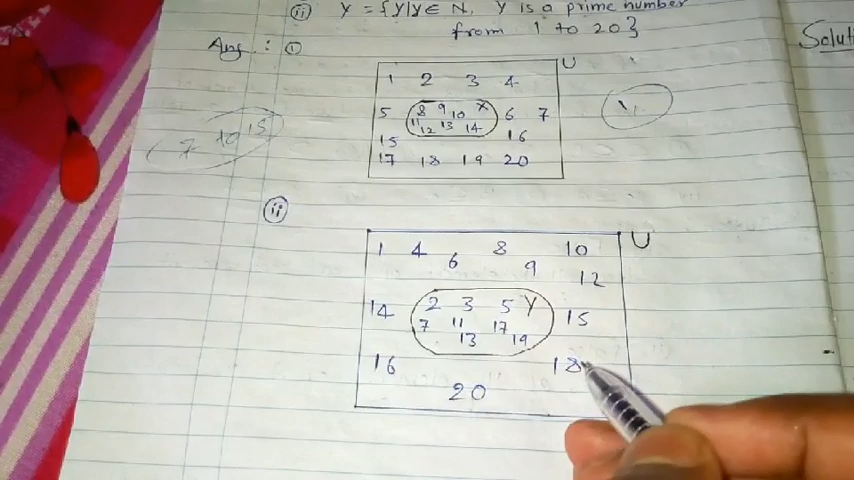 (ii) Y = {Y|Y ∈ N, Y is a prime number
from 1 to 20}
Solut
Ans. : (i)
U
1 2 3 4
5 8 9 10 X 6 7
11 12 13 14
15 16
17 18 19 20
7 to 15
(ii)
U
1 4 6 8 9 10
12
14 2 3 5 Y 15
7 11 13 17 19
16 18
20